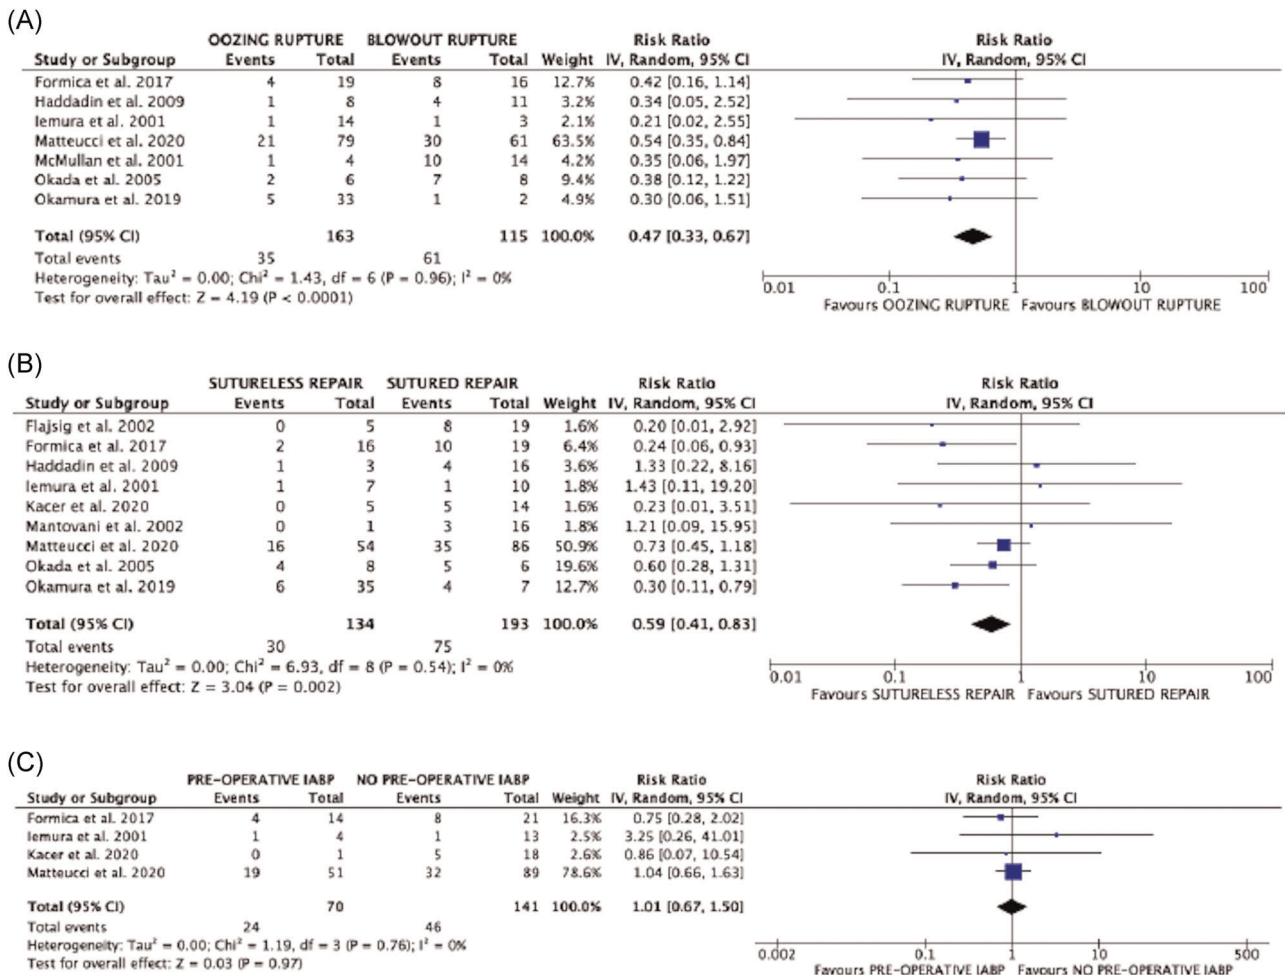 (A)
OOZING RUPTURE BLOWOUT RUPTURE Risk Ratio Risk Ratio
Study or Subgroup Events Total Events Total Weight IV, Random, 95% CI IV, Random, 95% CI
Formica et al. 2017 4 19 8 16 12.7% 0.42 [0.16, 1.14]
Haddadin et al. 2009 1 8 4 11 3.2% 0.34 [0.05, 2.52]
Iemura et al. 2001 1 14 1 3 2.1% 0.21 [0.02, 2.55]
Matteucci et al. 2020 21 79 30 61 63.5% 0.54 [0.35, 0.84]
McMullan et al. 2001 1 4 10 14 4.2% 0.35 [0.06, 1.97]
Okada et al. 2005 2 6 7 8 9.4% 0.38 [0.12, 1.22]
Okamura et al. 2019 5 33 1 2 4.9% 0.30 [0.06, 1.51]
Total (95% CI) 163 115 100.0% 0.47 [0.33, 0.67]
Total events 35 61
Heterogeneity: Tau² = 0.00; Chi² = 1.43, df = 6 (P = 0.96); I² = 0%
Test for overall effect: Z = 4.19 (P < 0.0001)
0.01 0.1 1 10 100
Favours OOZING RUPTURE Favours BLOWOUT RUPTURE
(B)
SUTURELESS REPAIR SUTURED REPAIR Risk Ratio Risk Ratio
Study or Subgroup Events Total Events Total Weight IV, Random, 95% CI IV, Random, 95% CI
Flajsig et al. 2002 0 5 8 19 1.6% 0.20 [0.01, 2.92]
Formica et al. 2017 2 16 10 19 6.4% 0.24 [0.06, 0.93]
Haddadin et al. 2009 1 3 4 16 3.6% 1.33 [0.22, 8.16]
Iemura et al. 2001 1 7 1 10 1.8% 1.43 [0.11, 19.20]
Kacer et al. 2020 0 5 5 14 1.6% 0.23 [0.01, 3.51]
Mantovani et al. 2002 0 1 3 16 1.8% 1.21 [0.09, 15.95]
Matteucci et al. 2020 16 54 35 86 50.9% 0.73 [0.45, 1.18]
Okada et al. 2005 4 8 5 6 19.6% 0.60 [0.28, 1.31]
Okamura et al. 2019 6 35 4 7 12.7% 0.30 [0.11, 0.79]
Total (95% CI) 134 193 100.0% 0.59 [0.41, 0.83]
Total events 30 75
Heterogeneity: Tau² = 0.00; Chi² = 6.93, df = 8 (P = 0.54); I² = 0%
Test for overall effect: Z = 3.04 (P = 0.002)
0.01 0.1 1 10 100
Favours SUTURELESS REPAIR Favours SUTURED REPAIR
(C)
PRE-OPERATIVE IABP NO PRE-OPERATIVE IABP Risk Ratio Risk Ratio
Study or Subgroup Events Total Events Total Weight IV, Random, 95% CI IV, Random, 95% CI
Formica et al. 2017 4 14 8 21 16.3% 0.75 [0.28, 2.02]
Iemura et al. 2001 1 4 1 13 2.5% 3.25 [0.26, 41.01]
Kacer et al. 2020 0 1 5 18 2.6% 0.86 [0.07, 10.54]
Matteucci et al. 2020 19 51 32 89 78.6% 1.04 [0.66, 1.63]
Total (95% CI) 70 141 100.0% 1.01 [0.67, 1.50]
Total events 24 46
Heterogeneity: Tau² = 0.00; Chi² = 1.19, df = 3 (P = 0.76); I² = 0%
Test for overall effect: Z = 0.03 (P = 0.97)
0.002 0.1 1 10 500
Favours PRE-OPERATIVE IABP Favours NO PRE-OPERATIVE IABP